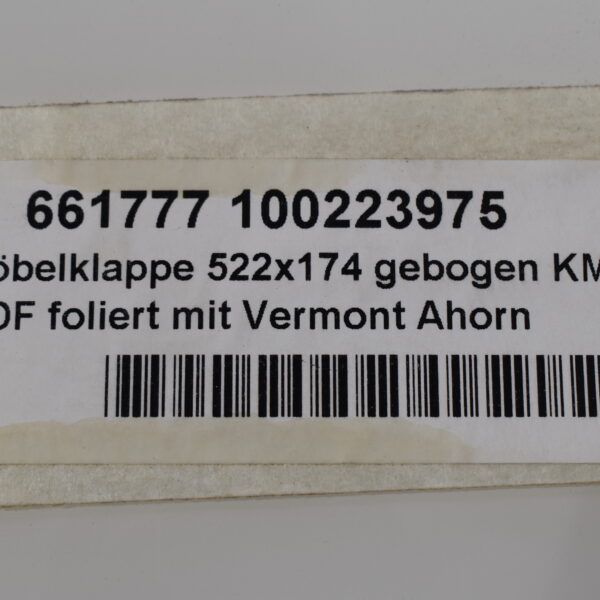 661777 100223975
öbelklappe 522x174 gebogen KM
DF foliert mit Vermont Ahorn